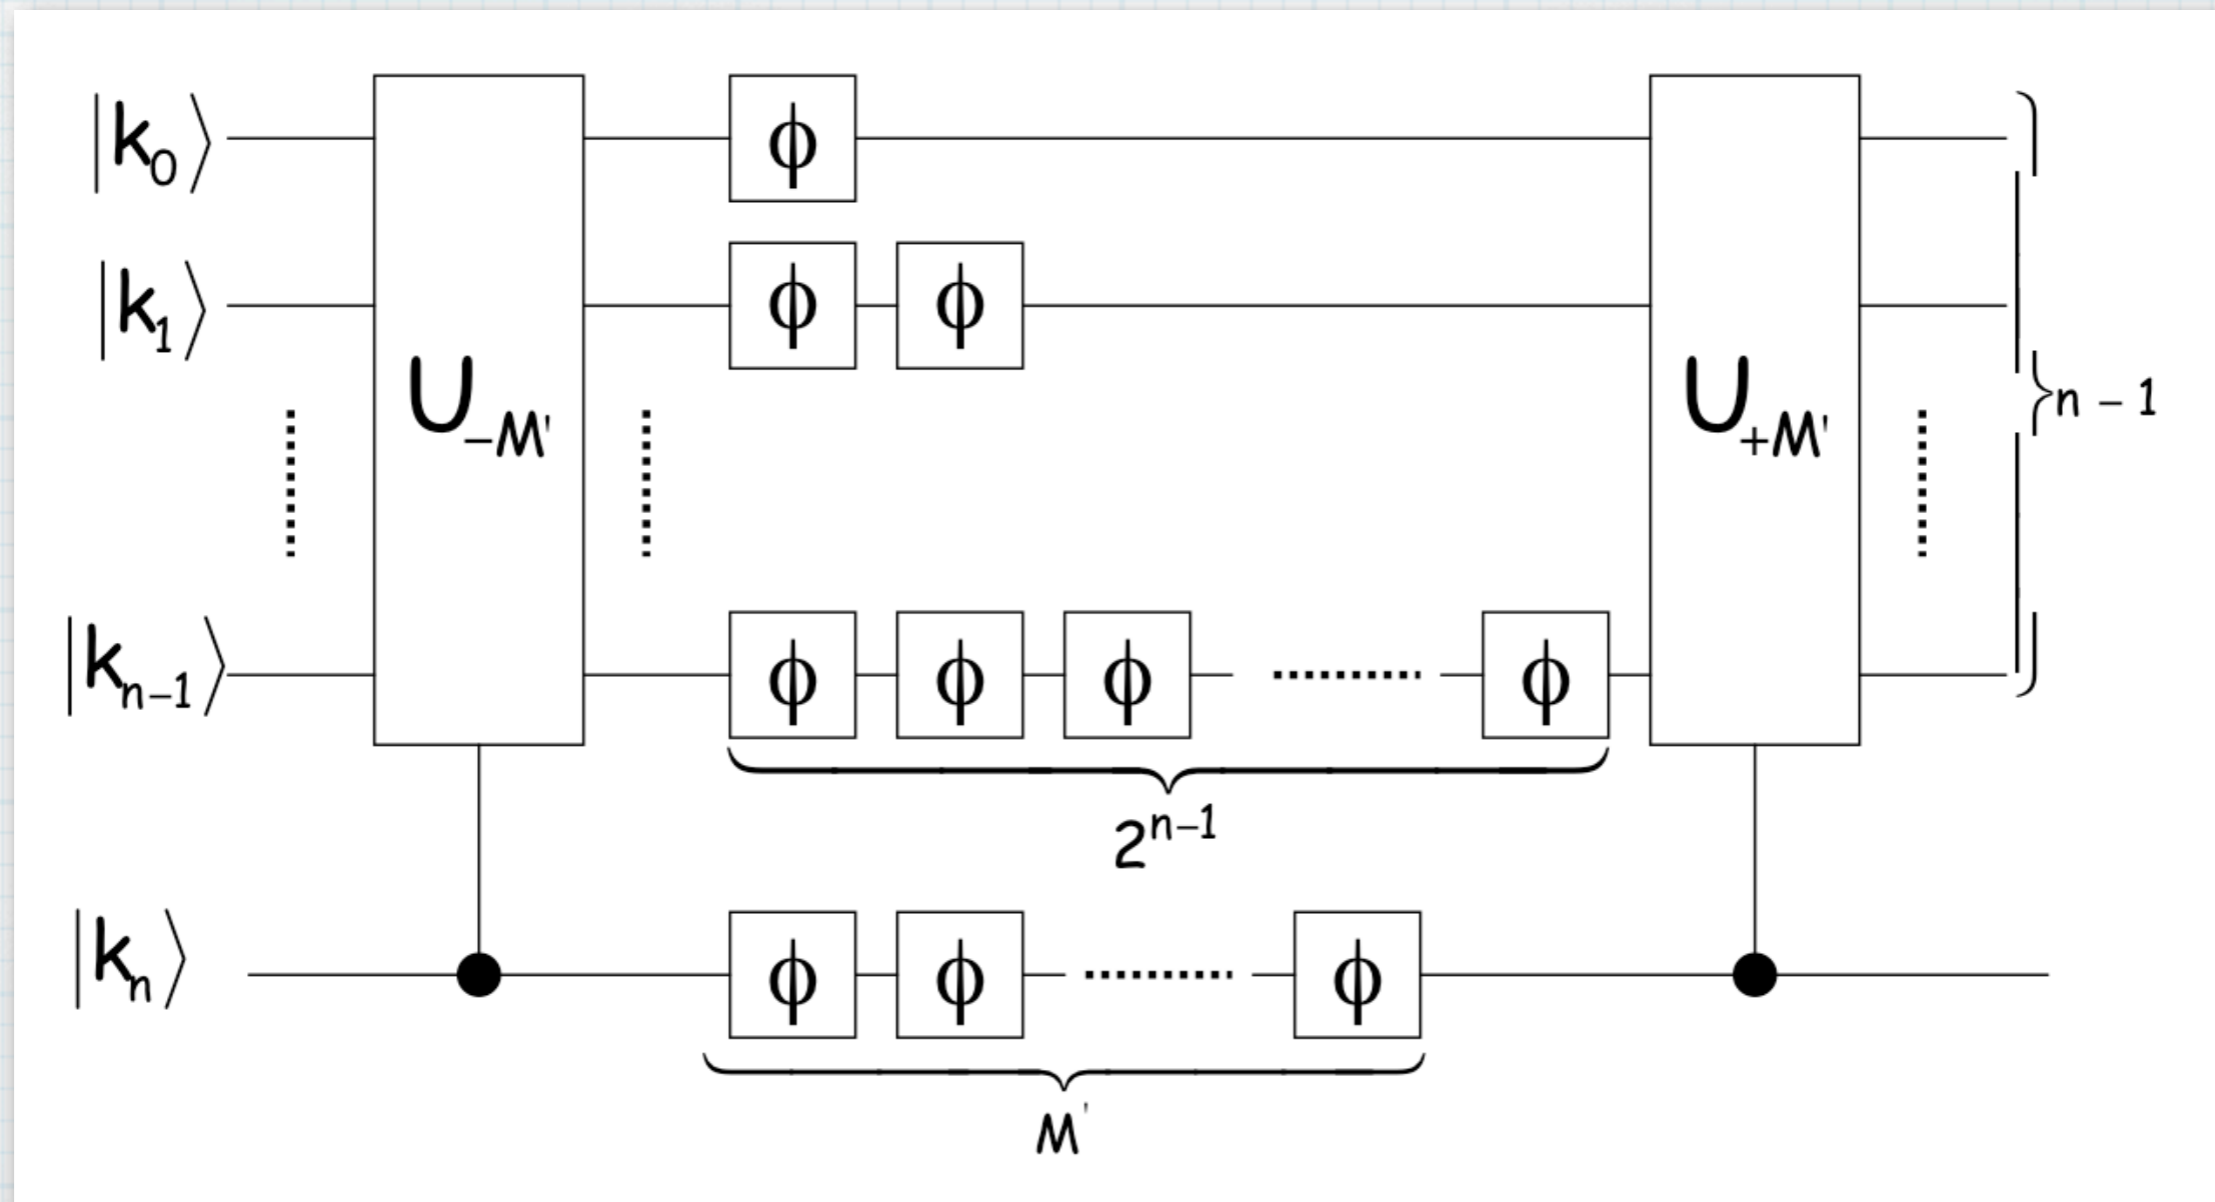 |k₀⟩ ϕ
|k₁⟩ ϕ ϕ
U₋M' U₊M' n – 1
|kₙ₋₁⟩ ϕ ϕ ϕ ϕ
2ⁿ⁻¹
|kₙ⟩ ϕ ϕ ϕ
M'